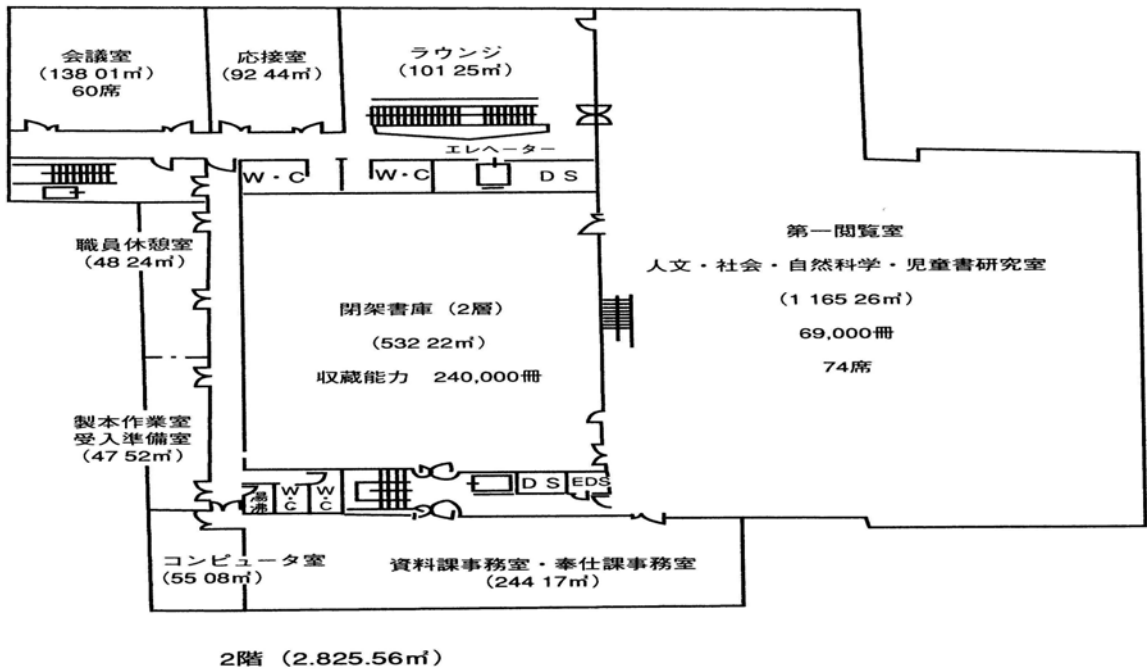 会議室
(138 01㎡)
60席
応接室
(92 44㎡)
ラウンジ
(101 25㎡)
エレヘーター
W・C
W・C
D S
職員休憩室
(48 24㎡)
第一閲覧室
人文・社会・自然科学・児童書研究室
(1 165 26㎡)
69,000冊
74席
閉架書庫 (2層)
(532 22㎡)
収蔵能力 240,000冊
製本作業室
受入準備室
(47 52㎡)
湯沸
W・C
W・C
D S
EDS
コンピュータ室
(55 08㎡)
資料課事務室・奉仕課事務室
(244 17㎡)
2階 (2.825.56㎡)